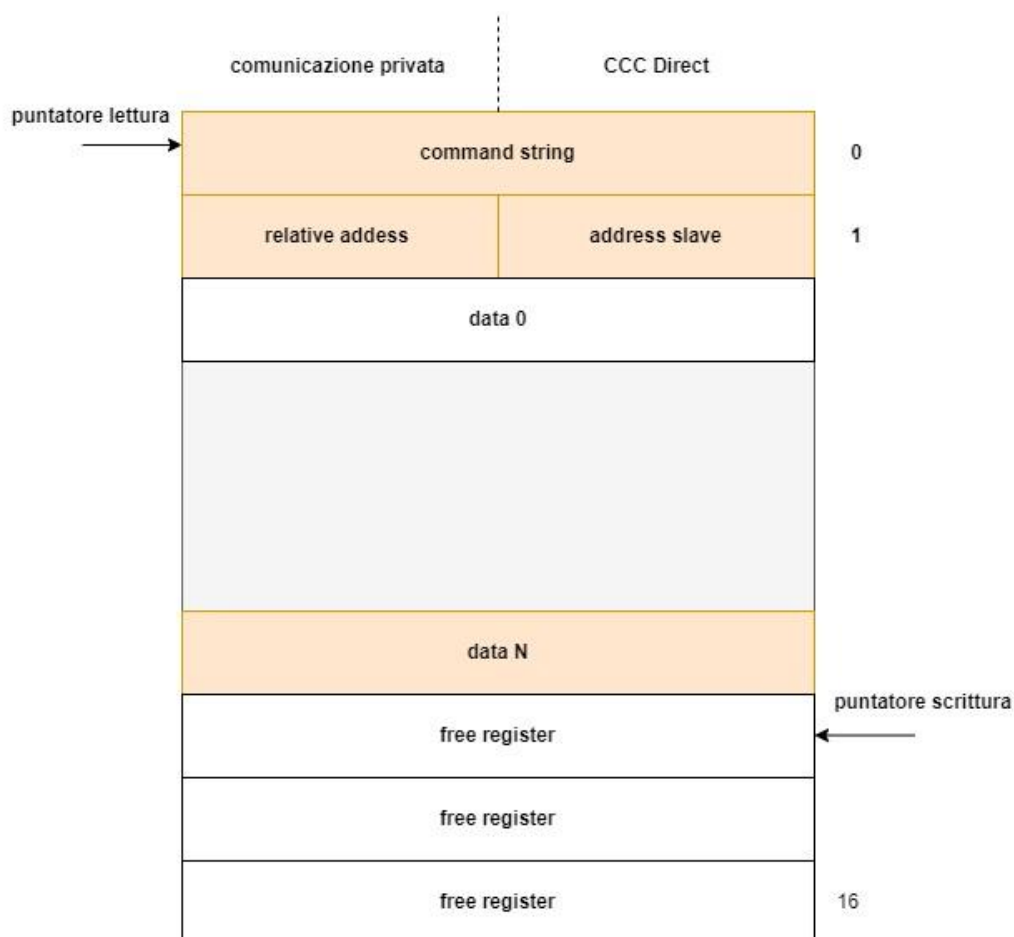 comunicazione privata
CCC Direct
puntatore lettura
command string
0
relative addess
address slave
1
data 0
data N
puntatore scrittura
free register
free register
free register
16